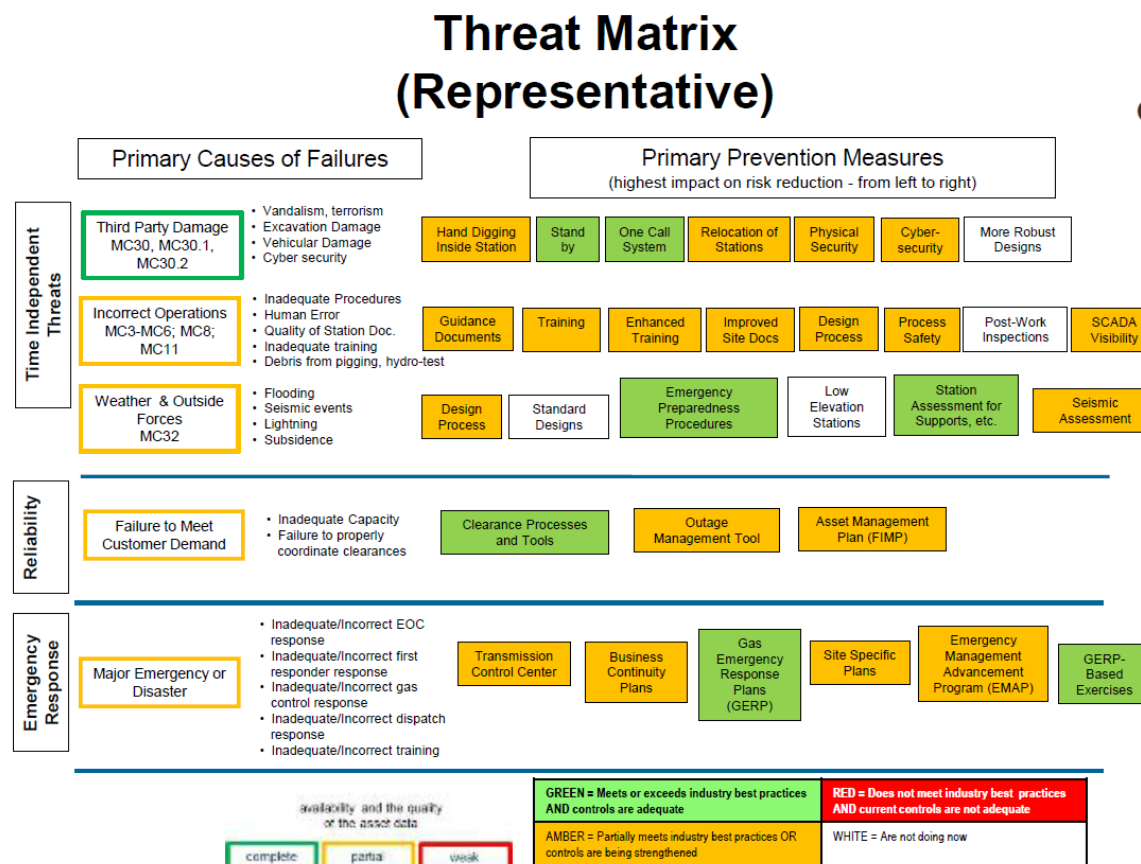 Threat Matrix
(Representative)
Primary Causes of Failures
Primary Prevention Measures
(highest impact on risk reduction - from left to right)
Time Independent
Threats
Third Party Damage
MC30, MC30.1,
MC30.2
• Vandalism, terrorism
• Excavation Damage
• Vehicular Damage
• Cyber security
Hand Digging
Inside Station
Stand
by
One Call
System
Relocation of
Stations
Physical
Security
Cyber-
security
More Robust
Designs
Incorrect Operations
MC3-MC6; MC8;
MC11
• Inadequate Procedures
• Human Error
• Quality of Station Doc.
• Inadequate training
• Debris from pigging, hydro-test
Guidance
Documents
Training
Enhanced
Training
Improved
Site Docs
Design
Process
Process
Safety
Post-Work
Inspections
SCADA
Visibility
Weather & Outside
Forces
MC32
• Flooding
• Seismic events
• Lightning
• Subsidence
Design
Process
Standard
Designs
Emergency
Preparedness
Procedures
Low
Elevation
Stations
Station
Assessment for
Supports, etc.
Seismic
Assessment
Reliability
Failure to Meet
Customer Demand
• Inadequate Capacity
• Failure to properly
coordinate clearances
Clearance Processes
and Tools
Outage
Management Tool
Asset Management
Plan (FIMP)
Emergency
Response
Major Emergency or
Disaster
• Inadequate/Incorrect EOC
response
• Inadequate/Incorrect first
responder response
• Inadequate/Incorrect gas
control response
• Inadequate/Incorrect dispatch
response
• Inadequate/Incorrect training
Transmission
Control Center
Business
Continuity
Plans
Gas
Emergency
Response
Plans
(GERP)
Site Specific
Plans
Emergency
Management
Advancement
Program (EMAP)
GERP-
Based
Exercises
availability and the quality
of the asset data
complete
partial
weak
GREEN = Meets or exceeds industry best practices
AND controls are adequate
RED = Does not meet industry best practices
AND current controls are not adequate
AMBER = Partially meets industry best practices OR
controls are being strengthened
WHITE = Are not doing now